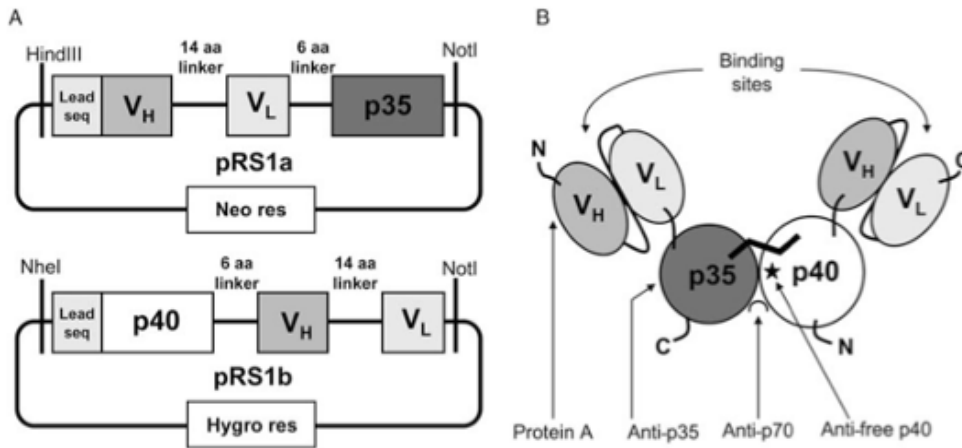 A
HindIII
14 aa
linker
6 aa
linker
NotI
Lead
seq
VH
VL
p35
pRS1a
Neo res
NheI
6 aa
linker
14 aa
linker
NotI
Lead
seq
p40
VH
VL
pRS1b
Hygro res
B
Binding
sites
N
VH
VL
VH
VL
C
p35
p40
C
N
Protein A
Anti-p35
Anti-p70
Anti-free p40